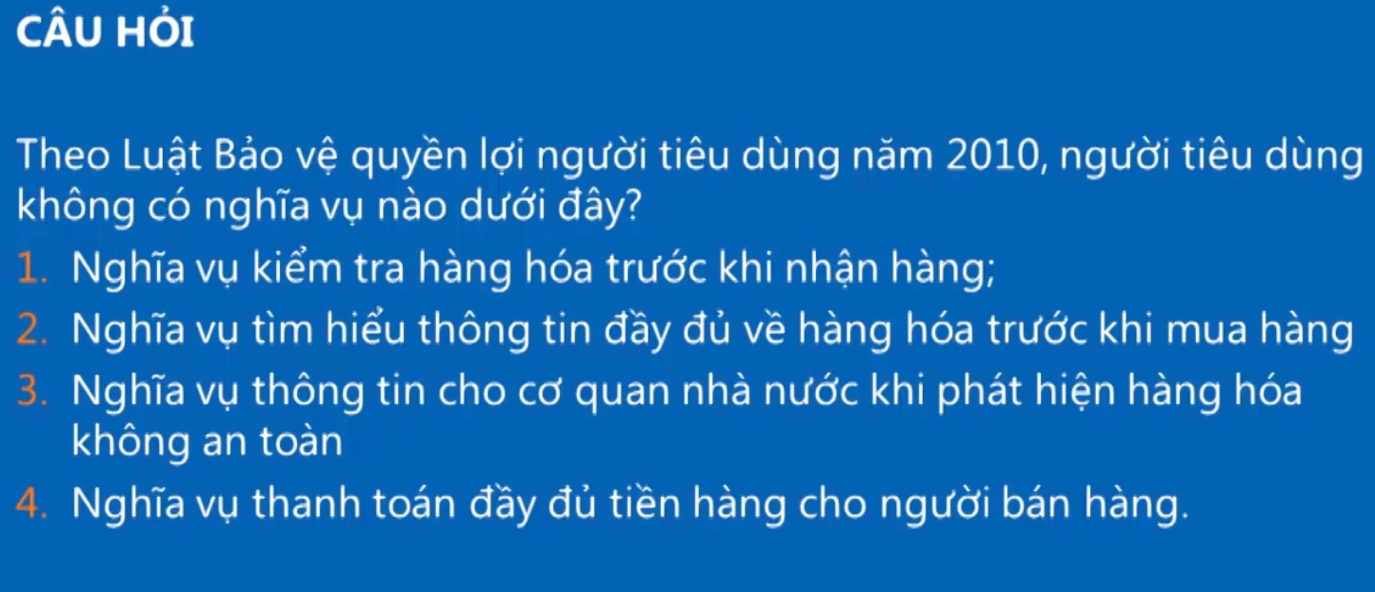 CÂU HỎI
Theo Luật Bảo vệ quyền lợi người tiêu dùng năm 2010, người tiêu dùng
không có nghĩa vụ nào dưới đây?
1. Nghĩa vụ kiểm tra hàng hóa trước khi nhận hàng;
2. Nghĩa vụ tìm hiểu thông tin đầy đủ về hàng hóa trước khi mua hàng
3. Nghĩa vụ thông tin cho cơ quan nhà nước khi phát hiện hàng hóa
không an toàn
4. Nghĩa vụ thanh toán đầy đủ tiền hàng cho người bán hàng.